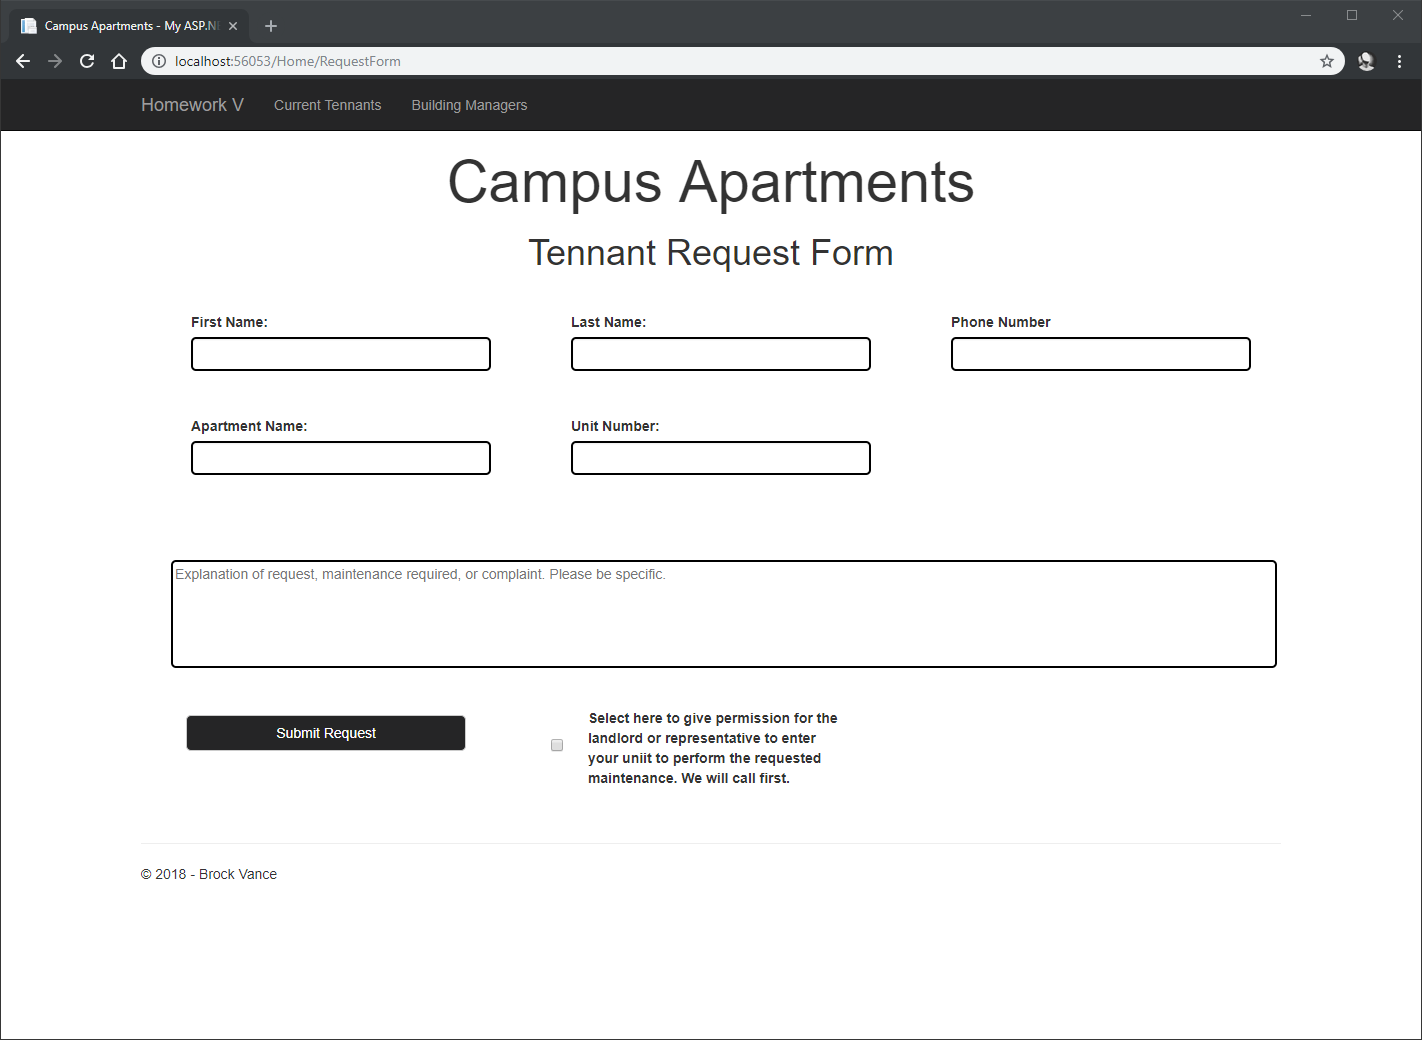 Campus Apartments - My ASP.N
localhost:56053/Home/RequestForm
Homework V Current Tennants Building Managers
Campus Apartments
Tennant Request Form
First Name: Last Name: Phone Number
Apartment Name: Unit Number:
Explanation of request, maintenance required, or complaint. Please be specific.
Submit Request
Select here to give permission for the
landlord or representative to enter
your uniit to perform the requested
maintenance. We will call first.
© 2018 - Brock Vance